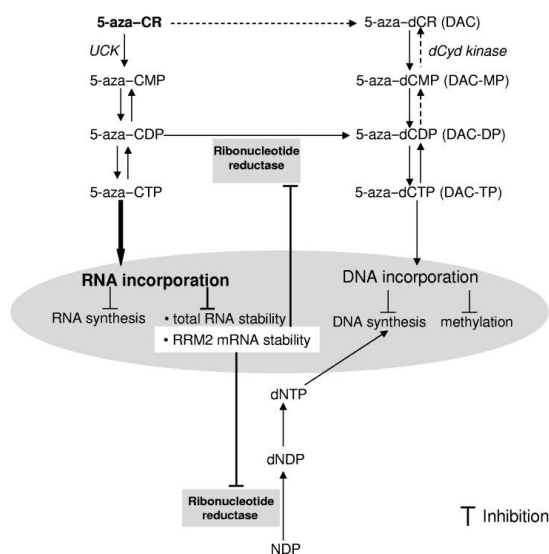 5-aza–CR
5-aza–dCR (DAC)
UCK
dCyd kinase
5-aza–CMP
5-aza–dCMP (DAC-MP)
5-aza–CDP
5-aza–dCDP (DAC-DP)
Ribonucleotide
reductase
5-aza–CTP
5-aza–dCTP (DAC-TP)
RNA incorporation
DNA incorporation
RNA synthesis
• total RNA stability
DNA synthesis
methylation
• RRM2 mRNA stability
dNTP
dNDP
Ribonucleotide
reductase
Inhibition
NDP